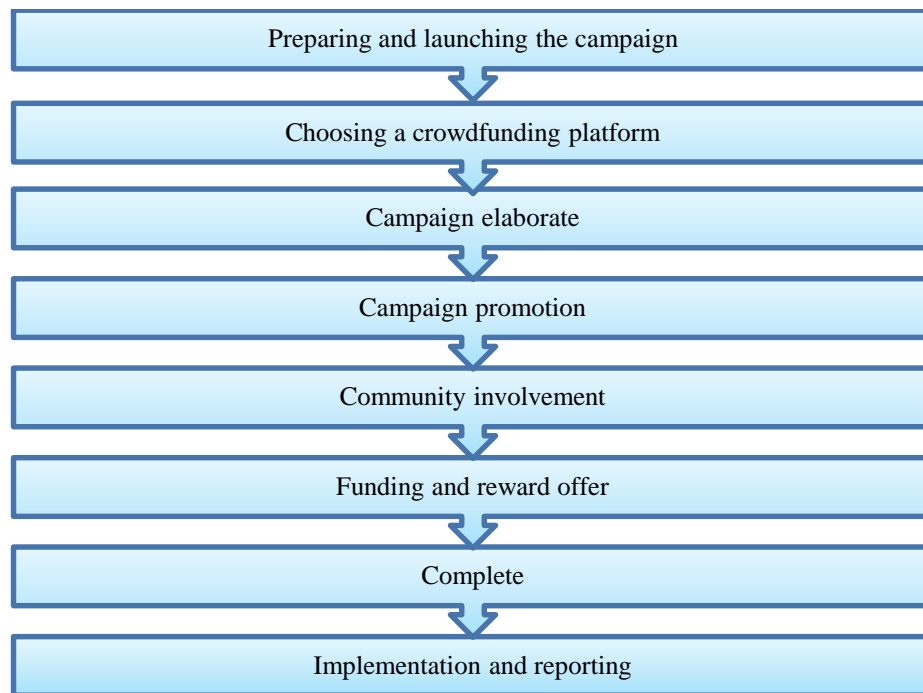 Preparing and launching the campaign
Choosing a crowdfunding platform
Campaign elaborate
Campaign promotion
Community involvement
Funding and reward offer
Complete
Implementation and reporting